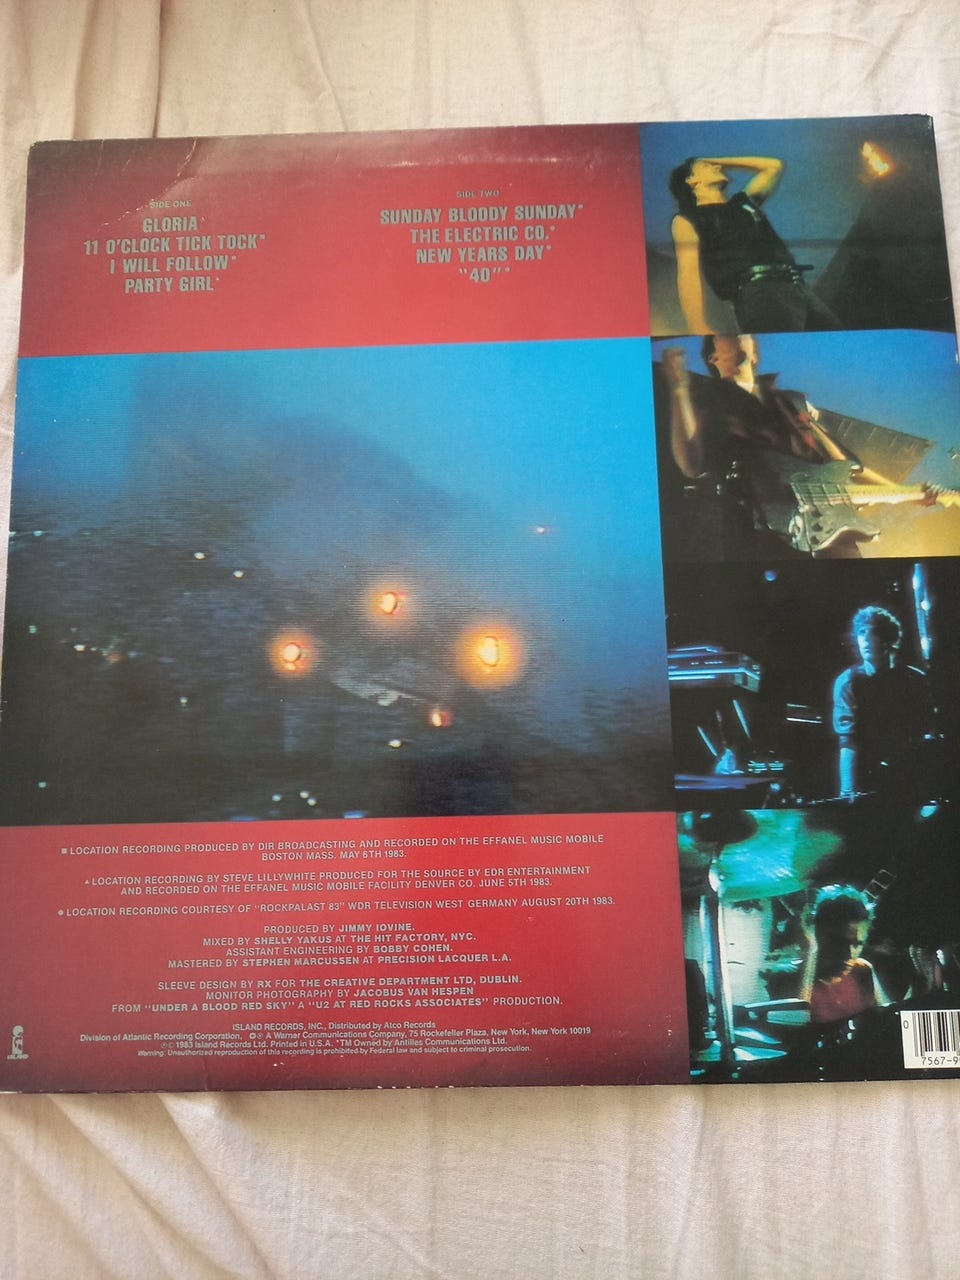 SIDE ONE
GLORIA▲
11 O'CLOCK TICK TOCK■
I WILL FOLLOW●
PARTY GIRL▲
SIDE TWO
SUNDAY BLOODY SUNDAY●
THE ELECTRIC CO.●
NEW YEARS DAY●
"40"●
■ LOCATION RECORDING PRODUCED BY DIR BROADCASTING AND RECORDED ON THE EFFANEL MUSIC MOBILE
BOSTON MASS. MAY 6TH 1983.
▲ LOCATION RECORDING BY STEVE LILLYWHITE PRODUCED FOR THE SOURCE BY EDR ENTERTAINMENT
AND RECORDED ON THE EFFANEL MUSIC MOBILE FACILITY DENVER CO. JUNE 5TH 1983.
● LOCATION RECORDING COURTESY OF "ROCKPALAST 83" WDR TELEVISION WEST GERMANY AUGUST 20TH 1983.
PRODUCED BY JIMMY IOVINE.
MIXED BY SHELLY YAKUS AT THE HIT FACTORY, NYC.
ASSISTANT ENGINEERING BY BOBBY COHEN.
MASTERED BY STEPHEN MARCUSSEN AT PRECISION LACQUER L.A.
SLEEVE DESIGN BY RX FOR THE CREATIVE DEPARTMENT LTD, DUBLIN.
MONITOR PHOTOGRAPHY BY JACOBUS VAN HESPEN
FROM "UNDER A BLOOD RED SKY" A "U2 AT RED ROCKS ASSOCIATES" PRODUCTION.
ISLAND RECORDS, INC., Distributed by Atco Records
Division of Atlantic Recording Corporation, A Warner Communications Company, 75 Rockefeller Plaza, New York, New York 10019
℗ © 1983 Island Records Ltd. Printed in U.S.A. *TM Owned by Antilles Communications Ltd.
Warning: Unauthorized reproduction of this recording is prohibited by Federal law and subject to criminal prosecution.
ISLAND
0
7567-9